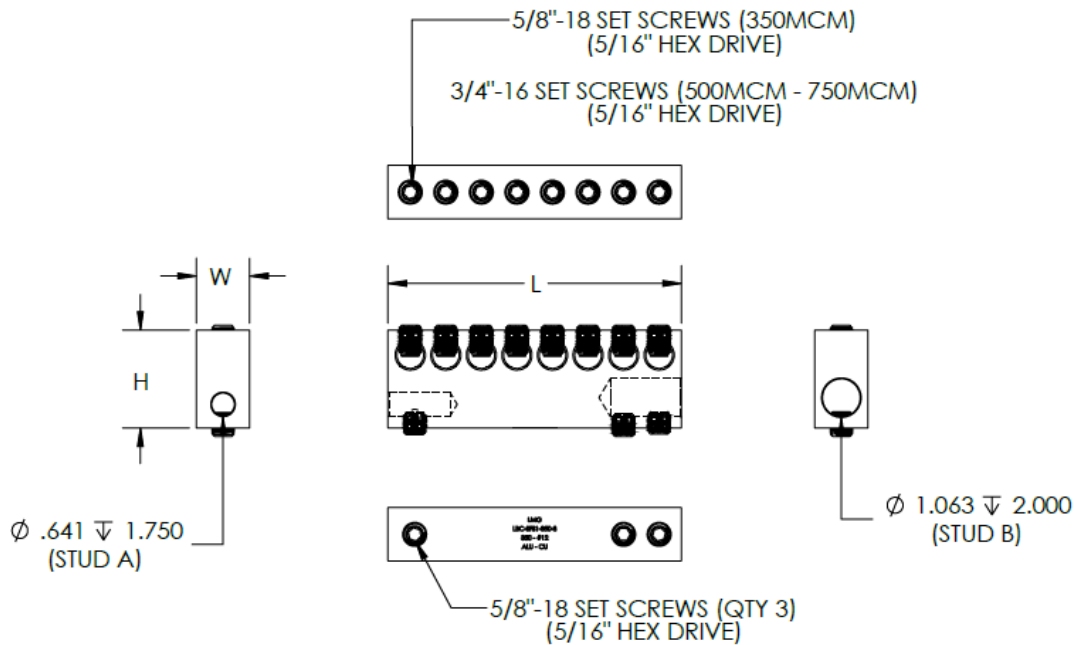 5/8"-18 SET SCREWS (350MCM)
(5/16" HEX DRIVE)
3/4"-16 SET SCREWS (500MCM - 750MCM)
(5/16" HEX DRIVE)
W
L
H
Ø .641 ↧ 1.750
(STUD A)
Ø 1.063 ↧ 2.000
(STUD B)
ALU-CU
5/8"-18 SET SCREWS (QTY 3)
(5/16" HEX DRIVE)